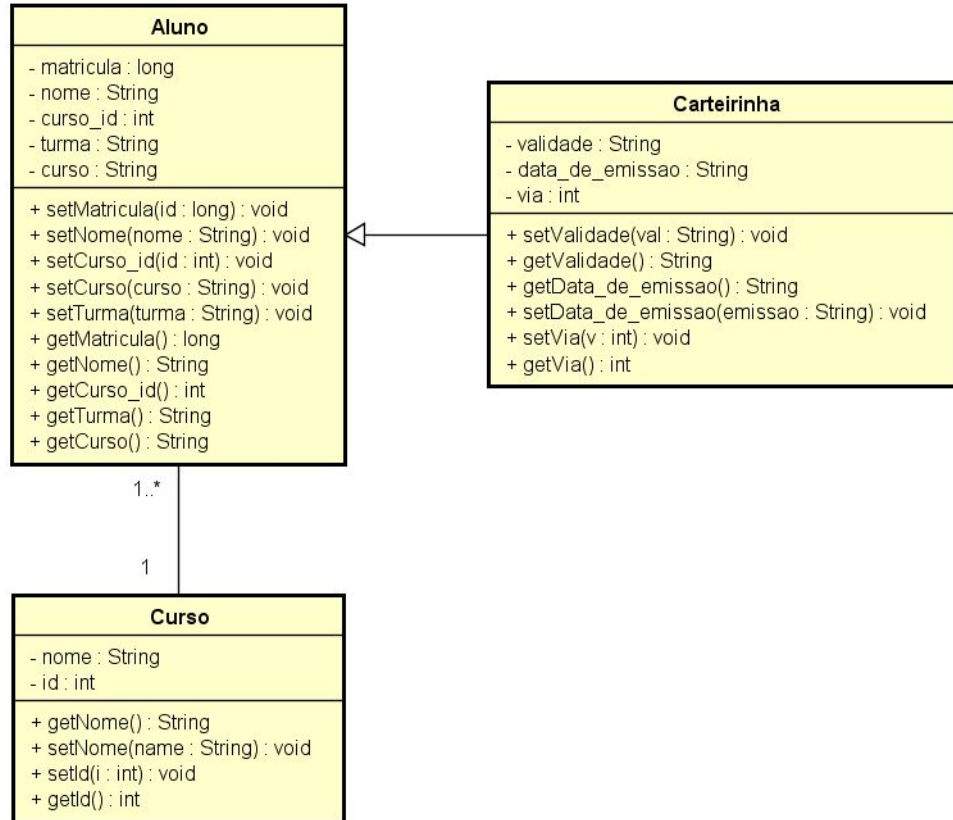 Aluno
- matricula : long
- nome : String
- curso_id : int
- turma : String
- curso : String
+ setMatricula(id : long) : void
+ setNome(nome : String) : void
+ setCurso_id(id : int) : void
+ setCurso(curso : String) : void
+ setTurma(turma : String) : void
+ getMatricula() : long
+ getNome() : String
+ getCurso_id() : int
+ getTurma() : String
+ getCurso() : String
Carteirinha
- validade : String
- data_de_emissao : String
- via : int
+ setValidade(val : String) : void
+ getValidade() : String
+ getData_de_emissao() : String
+ setData_de_emissao(emissao : String) : void
+ setVia(v : int) : void
+ getVia() : int
1..*
1
Curso
- nome : String
- id : int
+ getNome() : String
+ setNome(name : String) : void
+ setId(i : int) : void
+ getId() : int